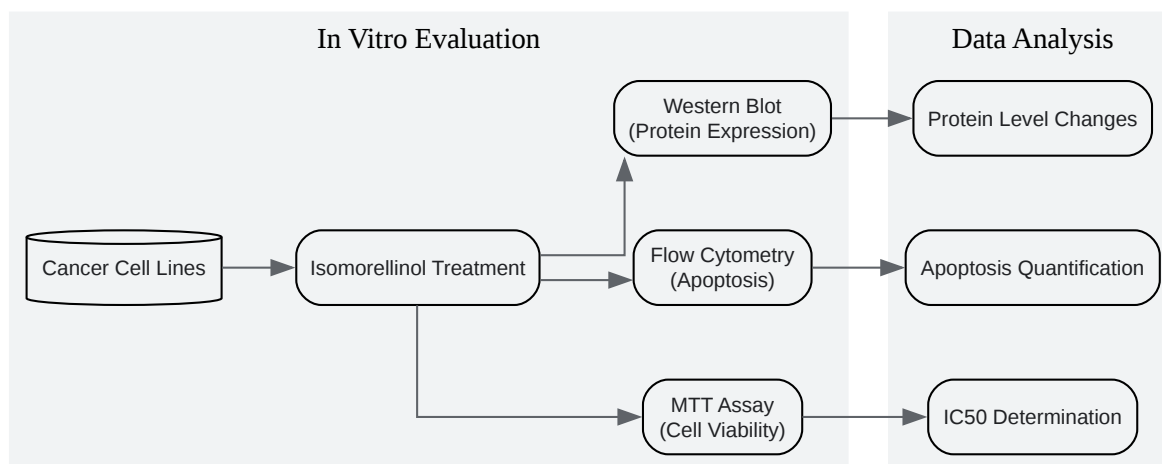 In Vitro Evaluation
Data Analysis
Western Blot
(Protein Expression)
Protein Level Changes
Cancer Cell Lines
Isomorellinol Treatment
Flow Cytometry
(Apoptosis)
Apoptosis Quantification
MTT Assay
(Cell Viability)
IC50 Determination